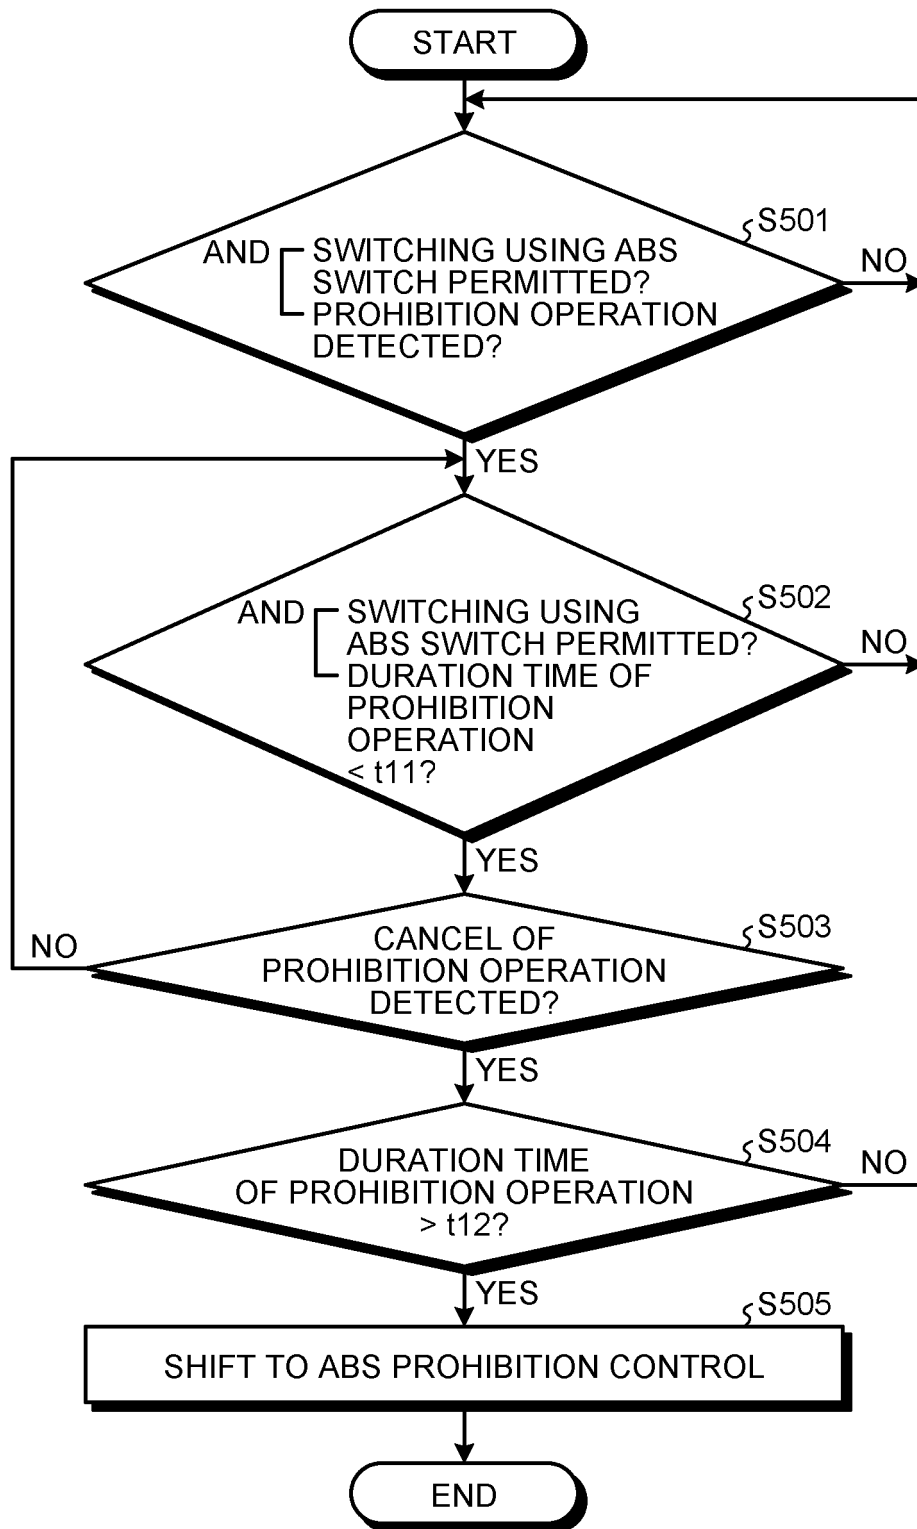 START
S501
AND
SWITCHING USING ABS
SWITCH PERMITTED?
PROHIBITION OPERATION
DETECTED?
NO
YES
S502
AND
SWITCHING USING
ABS SWITCH PERMITTED?
DURATION TIME OF
PROHIBITION
OPERATION
< t11?
NO
YES
S503
CANCEL OF
PROHIBITION OPERATION
DETECTED?
NO
YES
S504
DURATION TIME
OF PROHIBITION OPERATION
> t12?
NO
YES
S505
SHIFT TO ABS PROHIBITION CONTROL
END